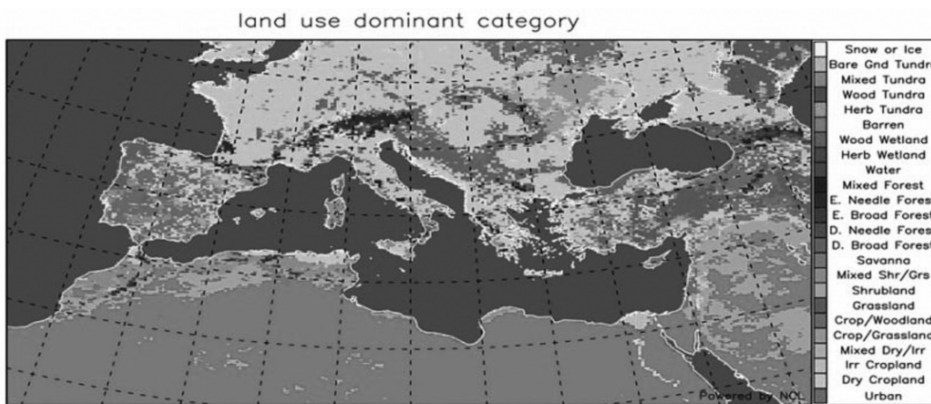 land use dominant category
Snow or Ice
Bare Gnd Tundra
Mixed Tundra
Wood Tundra
Herb Tundra
Barren
Wood Wetland
Herb Wetland
Water
Mixed Forest
E. Needle Fores
E. Broad Forest
D. Needle Fores
D. Broad Forest
Savanna
Mixed Shr/Grs
Shrubland
Grassland
Crop/Woodland
Crop/Grassland
Mixed Dry/Irr
Irr Cropland
Dry Cropland
Urban
Powered by NCL